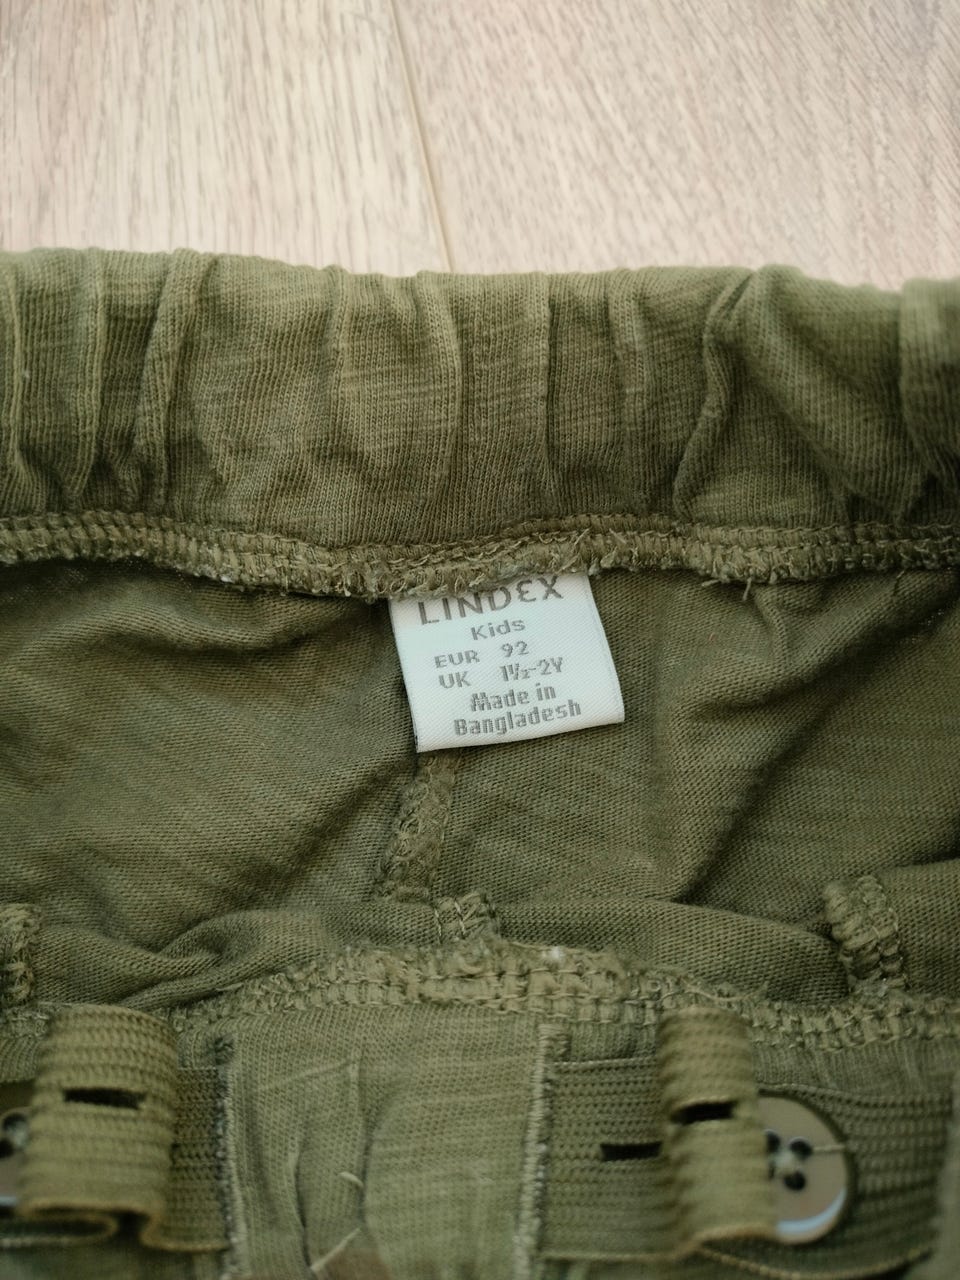 LINDEX
Kids
EUR 92
UK 1½-2Y
Made in
Bangladesh